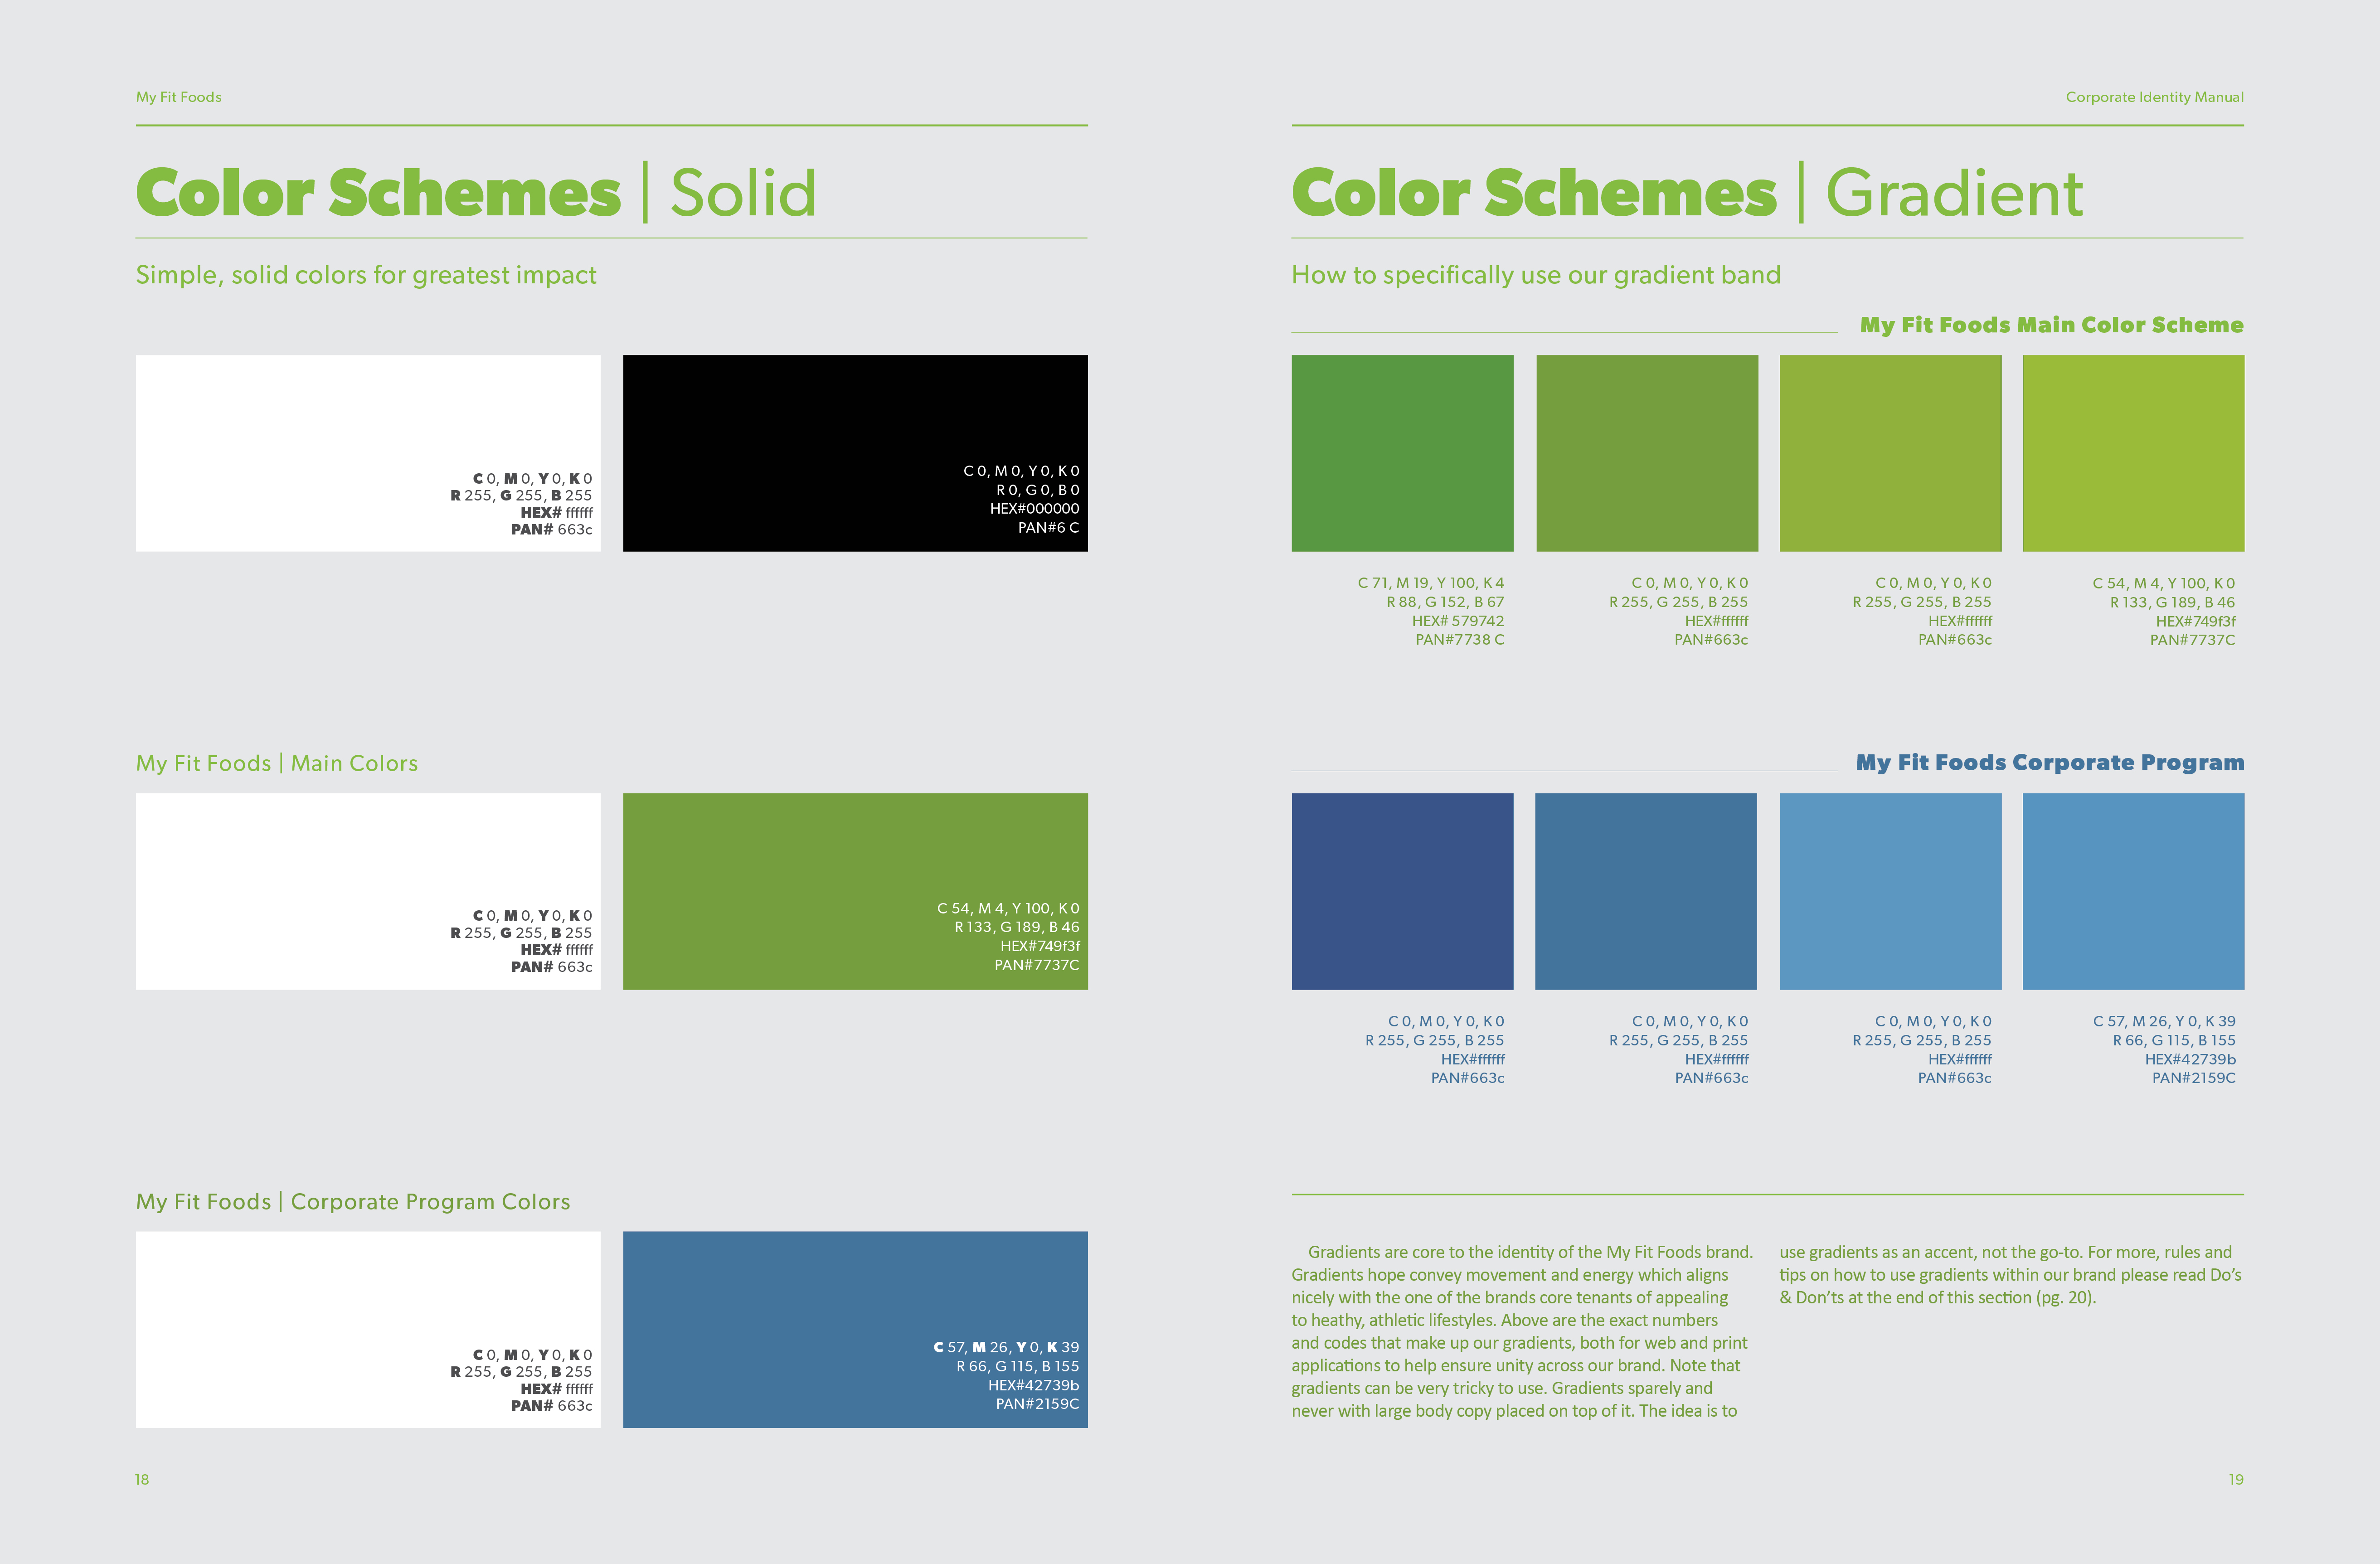 My Fit Foods
Color Schemes | Solid
Simple, solid colors for greatest impact
C 0, M 0, Y 0, K 0
R 255, G 255, B 255
HEX# ffffff
PAN# 663c
C 0, M 0, Y 0, K 0
R 0, G 0, B 0
HEX#000000
PAN#6 C
My Fit Foods | Main Colors
C 0, M 0, Y 0, K 0
R 255, G 255, B 255
HEX# ffffff
PAN# 663c
C 54, M 4, Y 100, K 0
R 133, G 189, B 46
HEX#749f3f
PAN#7737C
My Fit Foods | Corporate Program Colors
C 0, M 0, Y 0, K 0
R 255, G 255, B 255
HEX# ffffff
PAN# 663c
C 57, M 26, Y 0, K 39
R 66, G 115, B 155
HEX#42739b
PAN#2159C
18
Corporate Identity Manual
Color Schemes | Gradient
How to specifically use our gradient band
My Fit Foods Main Color Scheme
C 71, M 19, Y 100, K 4
R 88, G 152, B 67
HEX# 579742
PAN#7738 C
C 0, M 0, Y 0, K 0
R 255, G 255, B 255
HEX#ffffff
PAN#663c
C 0, M 0, Y 0, K 0
R 255, G 255, B 255
HEX#ffffff
PAN#663c
C 54, M 4, Y 100, K 0
R 133, G 189, B 46
HEX#749f3f
PAN#7737C
My Fit Foods Corporate Program
C 0, M 0, Y 0, K 0
R 255, G 255, B 255
HEX#ffffff
PAN#663c
C 0, M 0, Y 0, K 0
R 255, G 255, B 255
HEX#ffffff
PAN#663c
C 0, M 0, Y 0, K 0
R 255, G 255, B 255
HEX#ffffff
PAN#663c
C 57, M 26, Y 0, K 39
R 66, G 115, B 155
HEX#42739b
PAN#2159C
Gradients are core to the identity of the My Fit Foods brand.
Gradients hope convey movement and energy which aligns
nicely with the one of the brands core tenants of appealing
to heathy, athletic lifestyles. Above are the exact numbers
and codes that make up our gradients, both for web and print
applications to help ensure unity across our brand. Note that
gradients can be very tricky to use. Gradients sparely and
never with large body copy placed on top of it. The idea is to
use gradients as an accent, not the go-to. For more, rules and
tips on how to use gradients within our brand please read Do’s
& Don’ts at the end of this section (pg. 20).
19